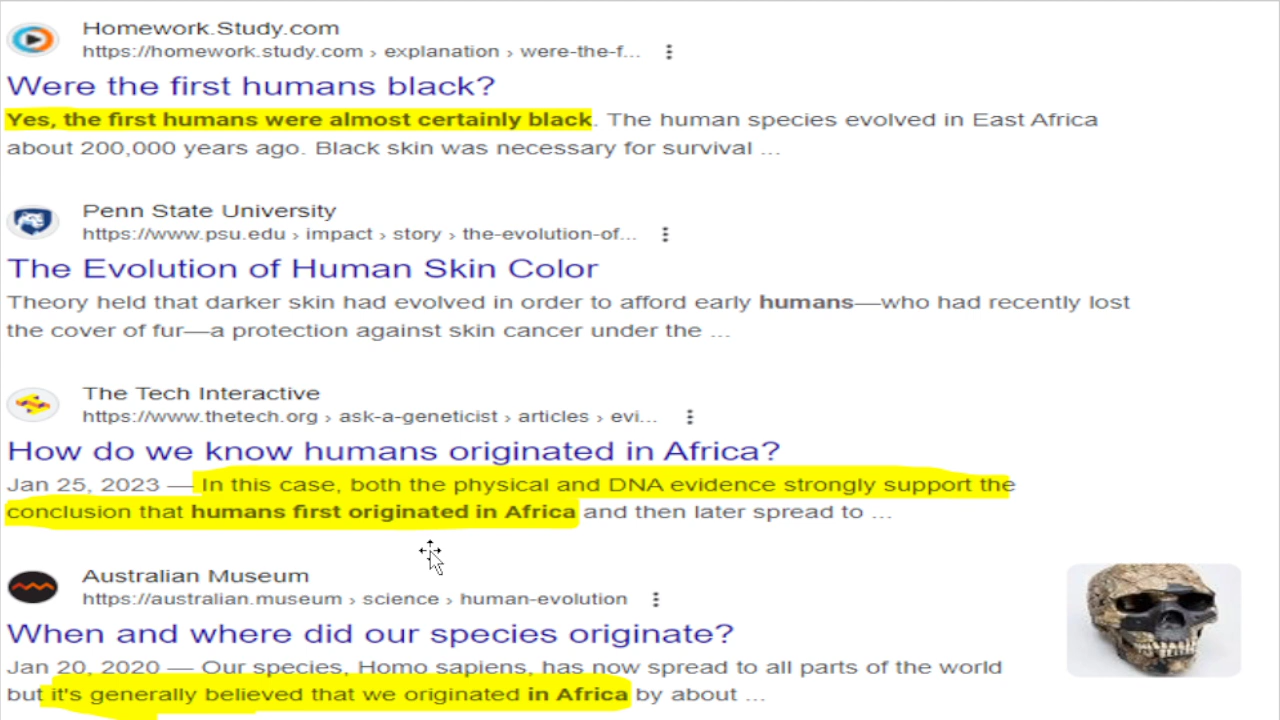 Homework.Study.com
https://homework.study.com › explanation › were-the-f...
Were the first humans black?
Yes, the first humans were almost certainly black. The human species evolved in East Africa
about 200,000 years ago. Black skin was necessary for survival ...
Penn State University
https://www.psu.edu › impact › story › the-evolution-of...
The Evolution of Human Skin Color
Theory held that darker skin had evolved in order to afford early humans—who had recently lost
the cover of fur—a protection against skin cancer under the ...
The Tech Interactive
https://www.thetech.org › ask-a-geneticist › articles › evi...
How do we know humans originated in Africa?
Jan 25, 2023 — In this case, both the physical and DNA evidence strongly support the
conclusion that humans first originated in Africa and then later spread to ...
Australian Museum
https://australian.museum › science › human-evolution
When and where did our species originate?
Jan 20, 2020 — Our species, Homo sapiens, has now spread to all parts of the world
but it's generally believed that we originated in Africa by about ...